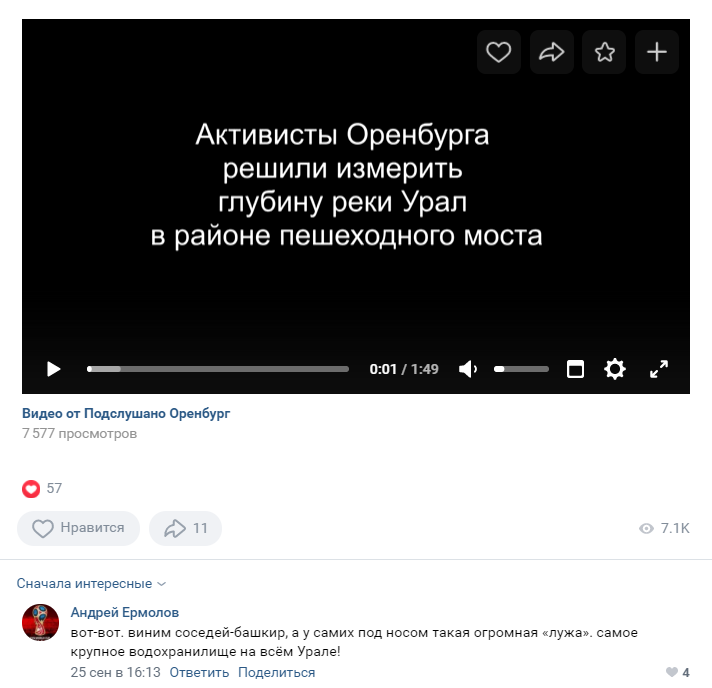 Активисты Оренбурга
решили измерить
глубину реки Урал
в районе пешеходного моста
0:01 / 1:49
Видео от Подслушано Оренбург
7 577 просмотров
57
Нравится
11
7.1K
Сначала интересные
Андрей Ермолов
вот-вот. виним соседей-башкир, а у самих под носом такая огромная «лужа». самое
крупное водохранилище на всём Урале!
25 сен в 16:13 Ответить Поделиться
4